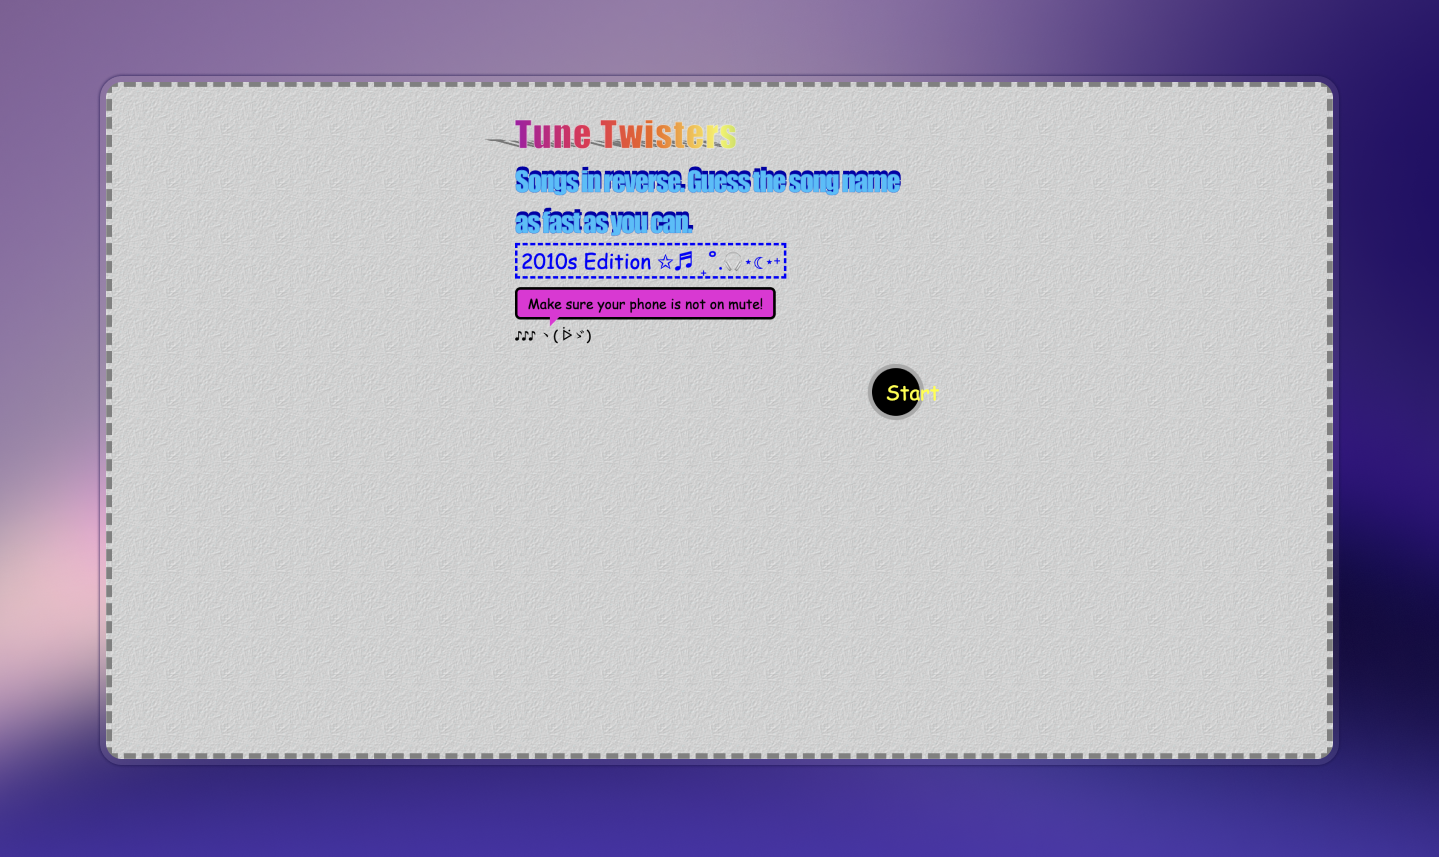 Tune Twisters
Songs in reverse. Guess the song name
as fast as you can.
2010s Edition ☆♬ ₊˚.🎧⋆☾⋆⁺
Make sure your phone is not on mute!
♪♪♪ ヽ(ˇ∀ˇ )ゞ
Start